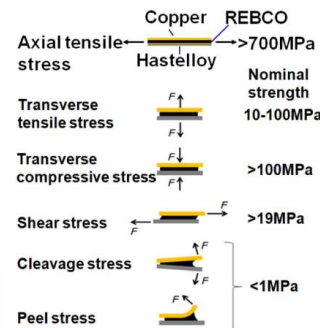 Copper REBCO
Axial tensile stress >700MPa
Hastelloy
Nominal strength
Transverse tensile stress F F 10-100MPa
Transverse compressive stress F F >100MPa
Shear stress F F >19MPa
Cleavage stress F F
<1MPa
Peel stress F